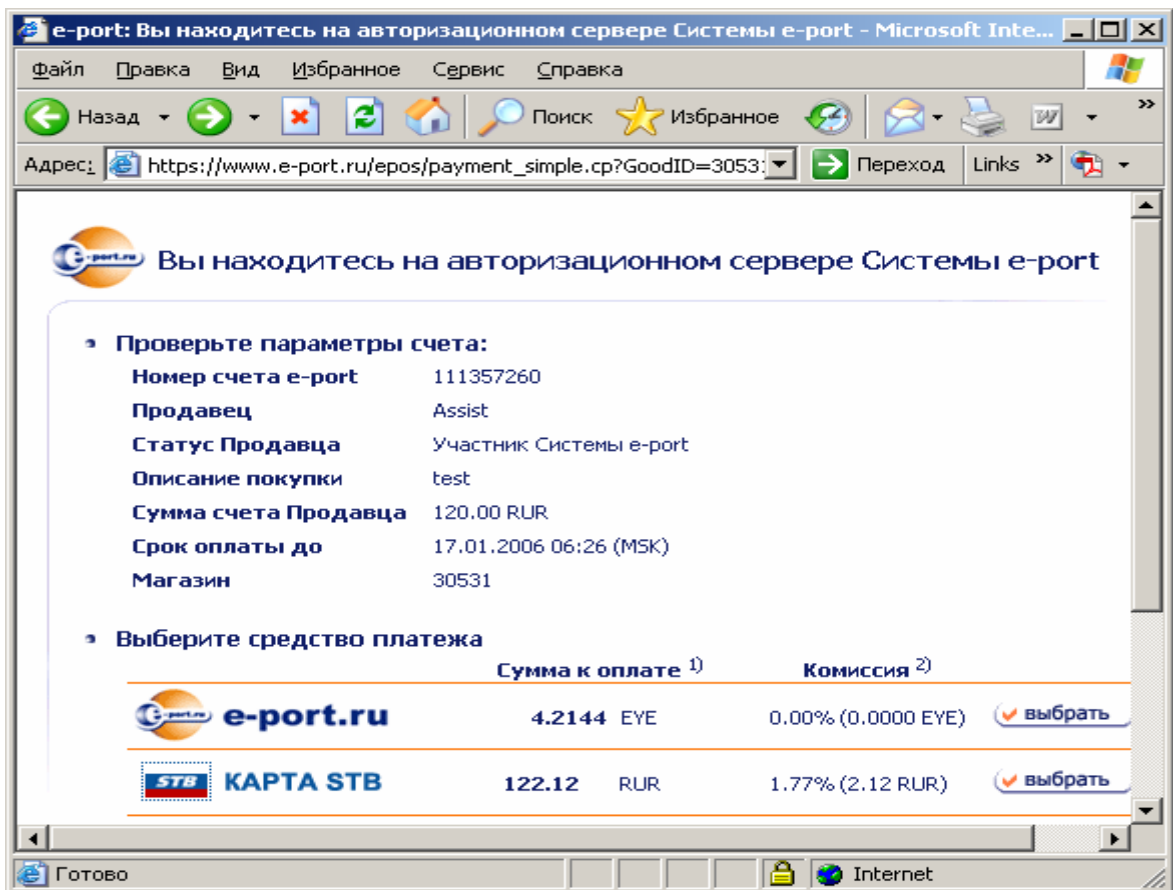 e-port: Вы находитесь на авторизационном сервере Системы e-port - Microsoft Inte...
Файл Правка Вид Избранное Сервис Справка
Назад Поиск Избранное »
Адрес: https://www.e-port.ru/epos/payment_simple.cp?GoodID=30531 Переход Links »
e-port.ru Вы находитесь на авторизационном сервере Системы e-port
Проверьте параметры счета:
Номер счета e-port 111357260
Продавец Assist
Статус Продавца Участник Системы e-port
Описание покупки test
Сумма счета Продавца 120.00 RUR
Срок оплаты до 17.01.2006 06:26 (MSK)
Магазин 30531
Выберите средство платежа
Сумма к оплате 1) Комиссия 2)
e-port.ru e-port.ru 4.2144 EYE 0.00% (0.0000 EYE) выбрать
STB КАРТА STB 122.12 RUR 1.77% (2.12 RUR) выбрать
Готово Internet